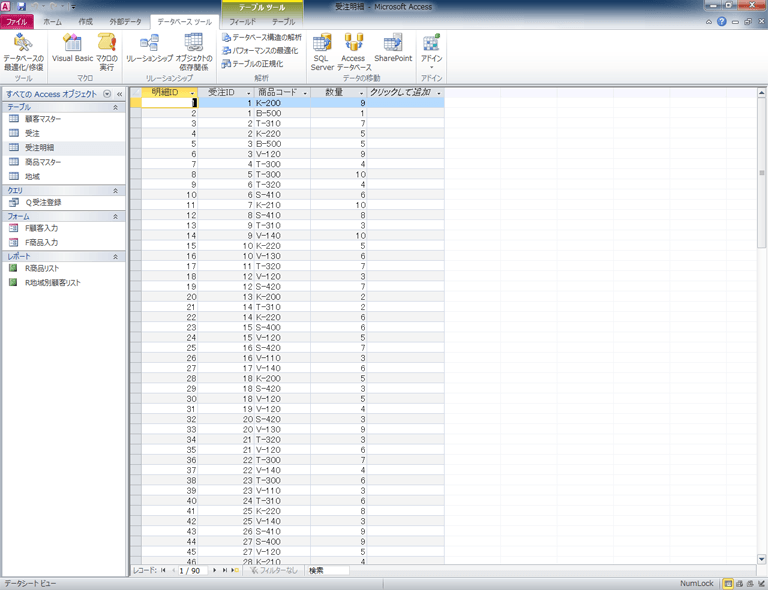 テーブル ツール
受注明細 - Microsoft Access
ファイル ホーム 作成 外部データ データベース ツール フィールド テーブル
データベースの
最適化/修復
ツール
Visual Basic
マクロの
実行
マクロ
リレーションシップ
オブジェクトの
依存関係
リレーションシップ
データベース構造の解析
パフォーマンスの最適化
テーブルの正規化
解析
SQL
Server
Access
データベース
SharePoint
データの移動
アドイン
アドイン
すべての Access オブジェクト
テーブル
顧客マスター
受注
受注明細
商品マスター
地域
クエリ
Q受注登録
フォーム
F顧客入力
F商品入力
レポート
R商品リスト
R地域別顧客リスト
明細ID 受注ID 商品コード 数量 クリックして追加
1 1 K-200 9
2 1 B-500 1
3 2 T-310 7
4 2 K-220 5
5 3 B-500 5
6 3 V-120 9
7 4 T-300 4
8 5 T-300 10
9 6 T-320 4
10 6 S-410 6
11 7 K-210 10
12 8 S-410 8
13 9 T-310 3
14 9 V-140 10
15 10 K-220 5
16 10 V-130 6
17 11 T-320 7
18 12 V-120 3
19 12 S-420 7
20 13 K-200 2
21 14 T-310 2
22 14 K-220 6
23 15 S-400 6
24 15 V-120 5
25 16 S-420 7
26 16 V-110 3
27 17 V-140 6
28 18 K-200 5
29 18 S-420 3
30 18 V-120 5
31 19 V-120 4
32 20 S-420 3
33 20 V-130 9
34 21 T-320 3
35 21 V-120 6
36 22 T-300 7
37 22 V-140 4
38 23 T-300 6
39 23 V-110 3
40 24 T-310 6
41 25 K-220 8
42 25 V-140 3
43 26 S-410 9
44 27 S-400 9
45 27 V-120 5
46 28 K-210 4
レコード: 1 / 90 フィルターなし 検索
データシート ビュー NumLock